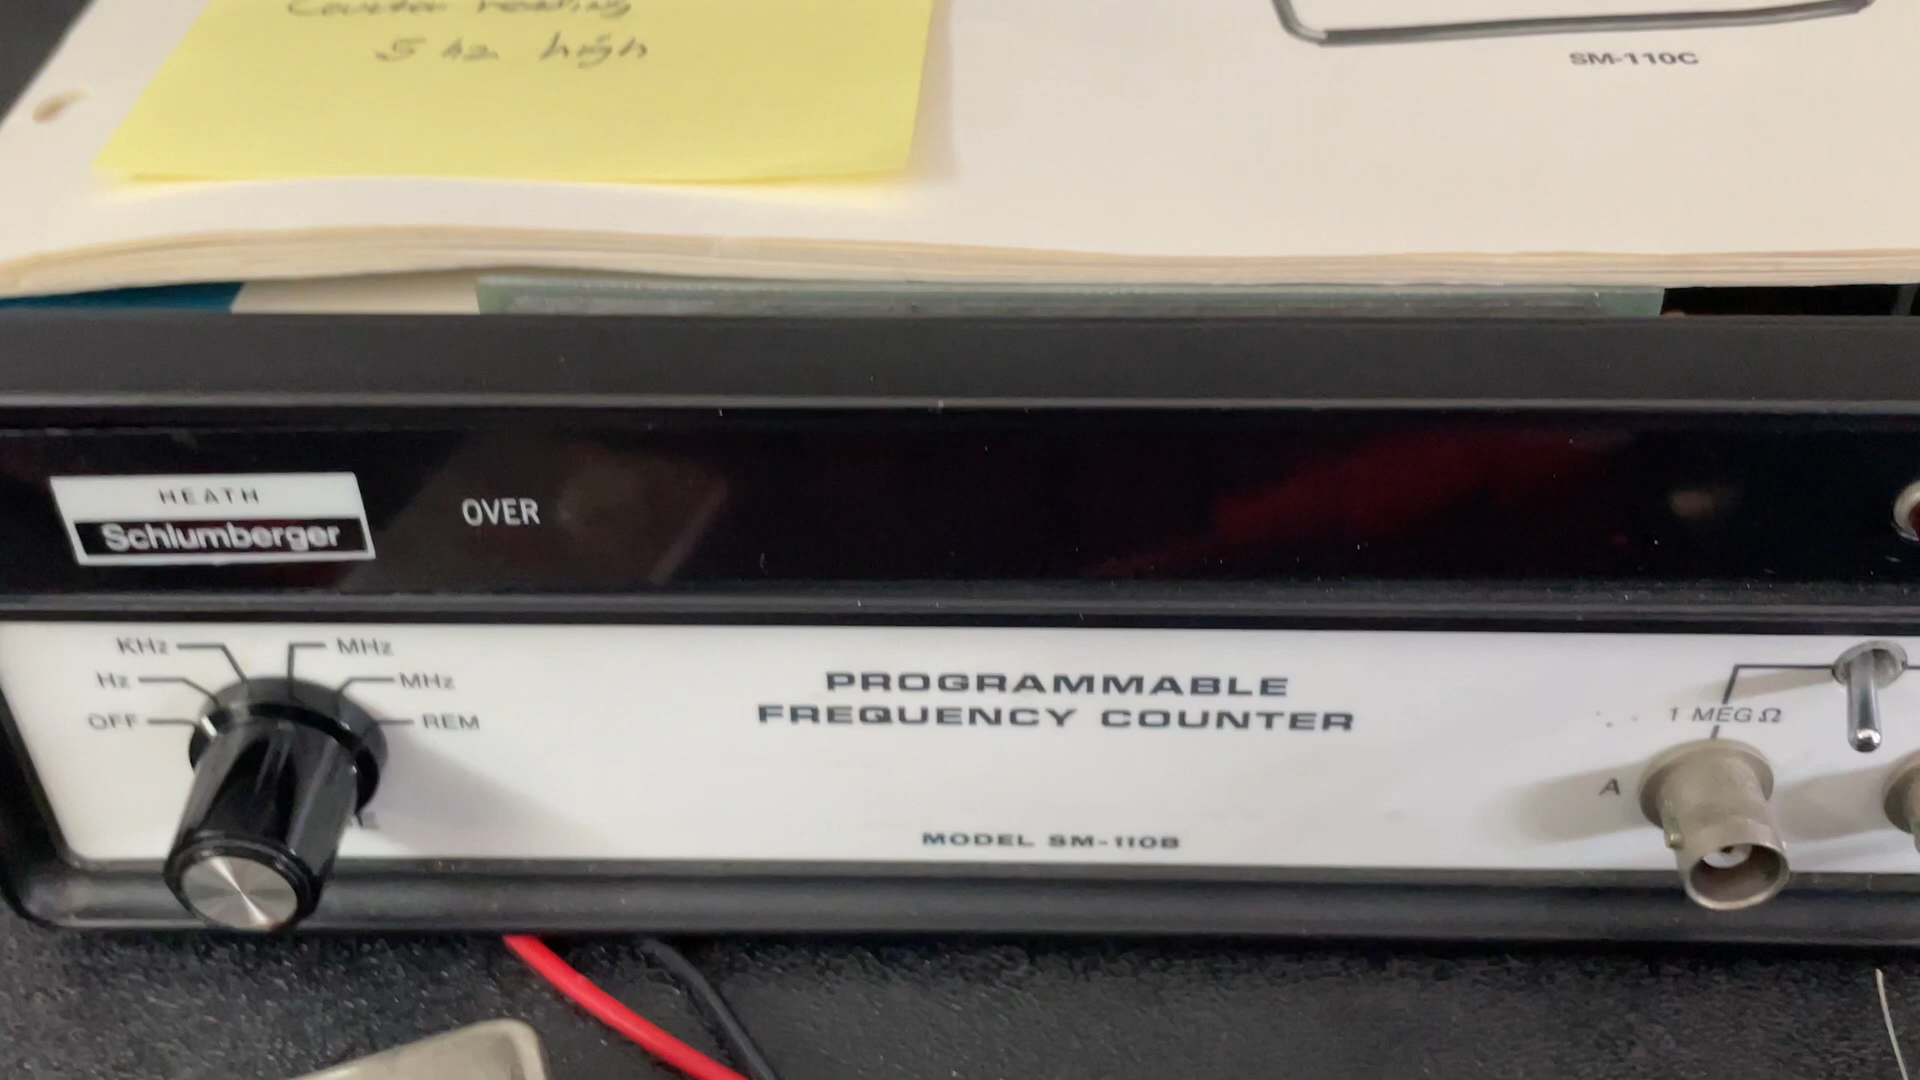 Counter reading
5 hz high
SM-110C
HEATH
Schlumberger
OVER
KHz
MHz
Hz
MHz
OFF
REM
PROGRAMMABLE
FREQUENCY COUNTER
1 MEG Ω
A
MODEL SM-110B